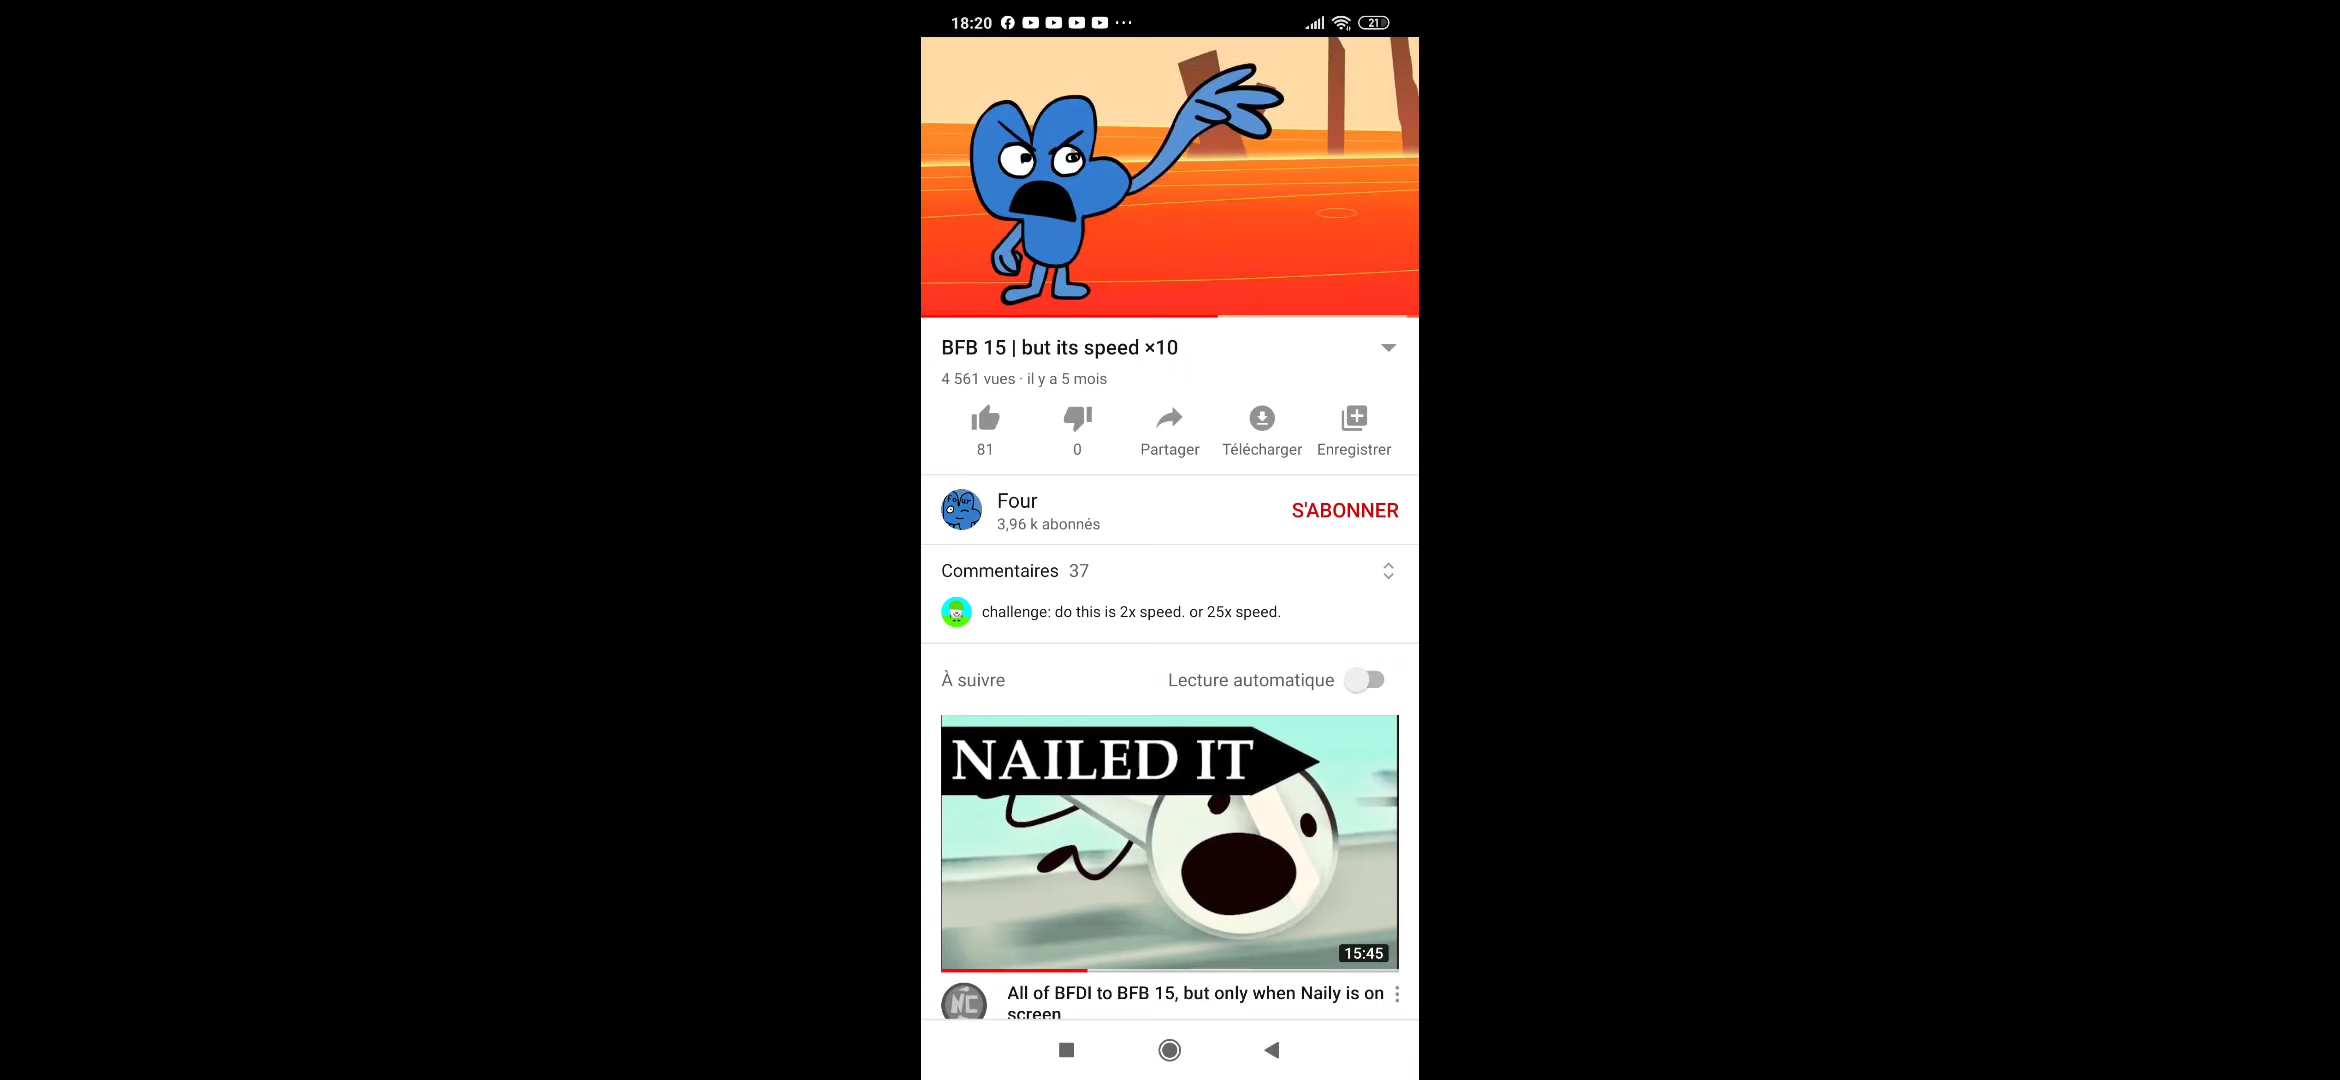 18:20
21
BFB 15 | but its speed ×10
4 561 vues · il y a 5 mois
81
0
Partager
Télécharger
Enregistrer
Four
3,96 k abonnés
S'ABONNER
Commentaires 37
challenge: do this is 2x speed. or 25x speed.
À suivre
Lecture automatique
NAILED IT
15:45
NC
All of BFDI to BFB 15, but only when Naily is on
screen